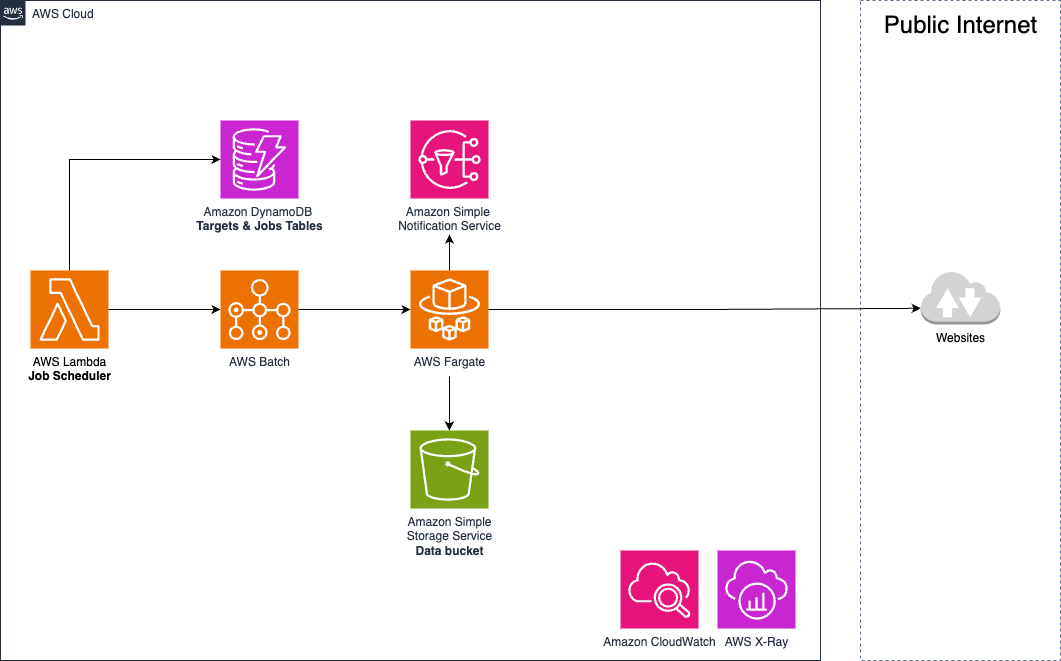 aws
AWS Cloud
Public Internet
Amazon DynamoDB
Targets & Jobs Tables
Amazon Simple
Notification Service
AWS Lambda
Job Scheduler
AWS Batch
AWS Fargate
Websites
Amazon Simple
Storage Service
Data bucket
Amazon CloudWatch
AWS X-Ray